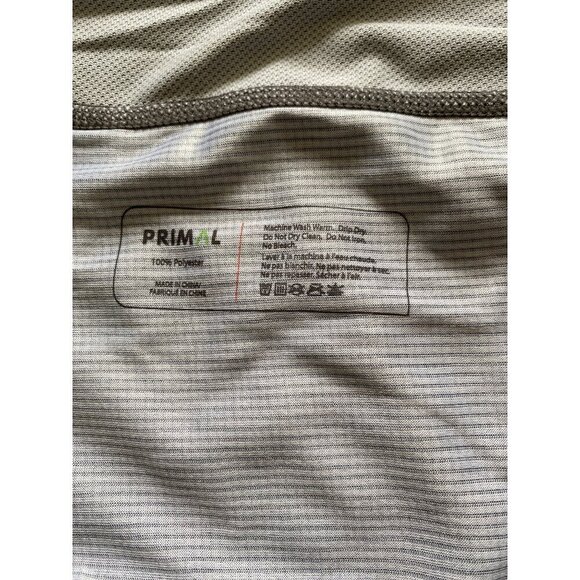 PRIMAL
100% Polyester
MADE IN CHINA
FABRIQUÉ EN CHINE
Machine Wash Warm. Drip Dry.
Do Not Dry Clean. Do Not Iron.
No Bleach.
Laver à la machine à l'eau chaude.
Ne pas blanchir. Ne pas nettoyer à sec.
Ne pas repasser. Sécher à l'air.